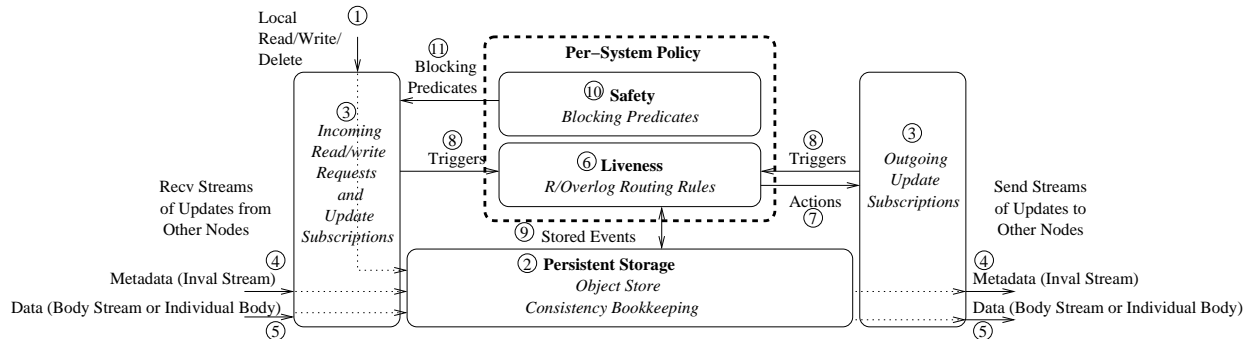 Local
Read/Write/
Delete
①
⑪
Blocking
Predicates
Per−System Policy
⑩ Safety
Blocking Predicates
③
Incoming
Read/write
Requests
and
Update
Subscriptions
⑧
Triggers
⑥ Liveness
R/Overlog Routing Rules
⑧
Triggers
Actions
⑦
③
Outgoing
Update
Subscriptions
Recv Streams
of Updates from
Other Nodes
Send Streams
of Updates to
Other Nodes
⑨ Stored Events
② Persistent Storage
Object Store
Consistency Bookkeeping
④
Metadata (Inval Stream)
Data (Body Stream or Individual Body)
⑤
④
Metadata (Inval Stream)
Data (Body Stream or Individual Body)
⑤